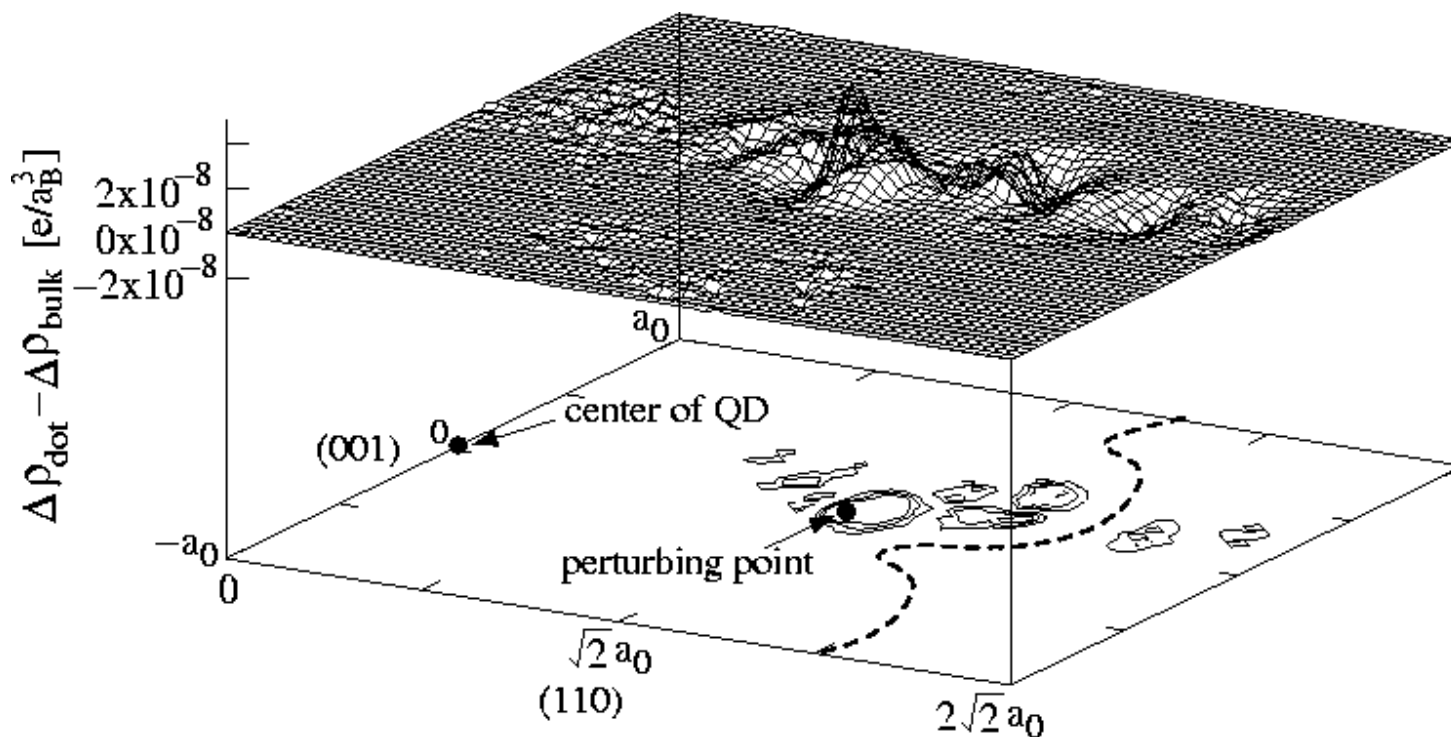 Δρdot − Δρbulk [e/a_B^3]
2x10^−8
0x10^−8
−2x10^−8
a0
center of QD
0
(001)
−a0
perturbing point
0
√2 a0
(110)
2√2 a0